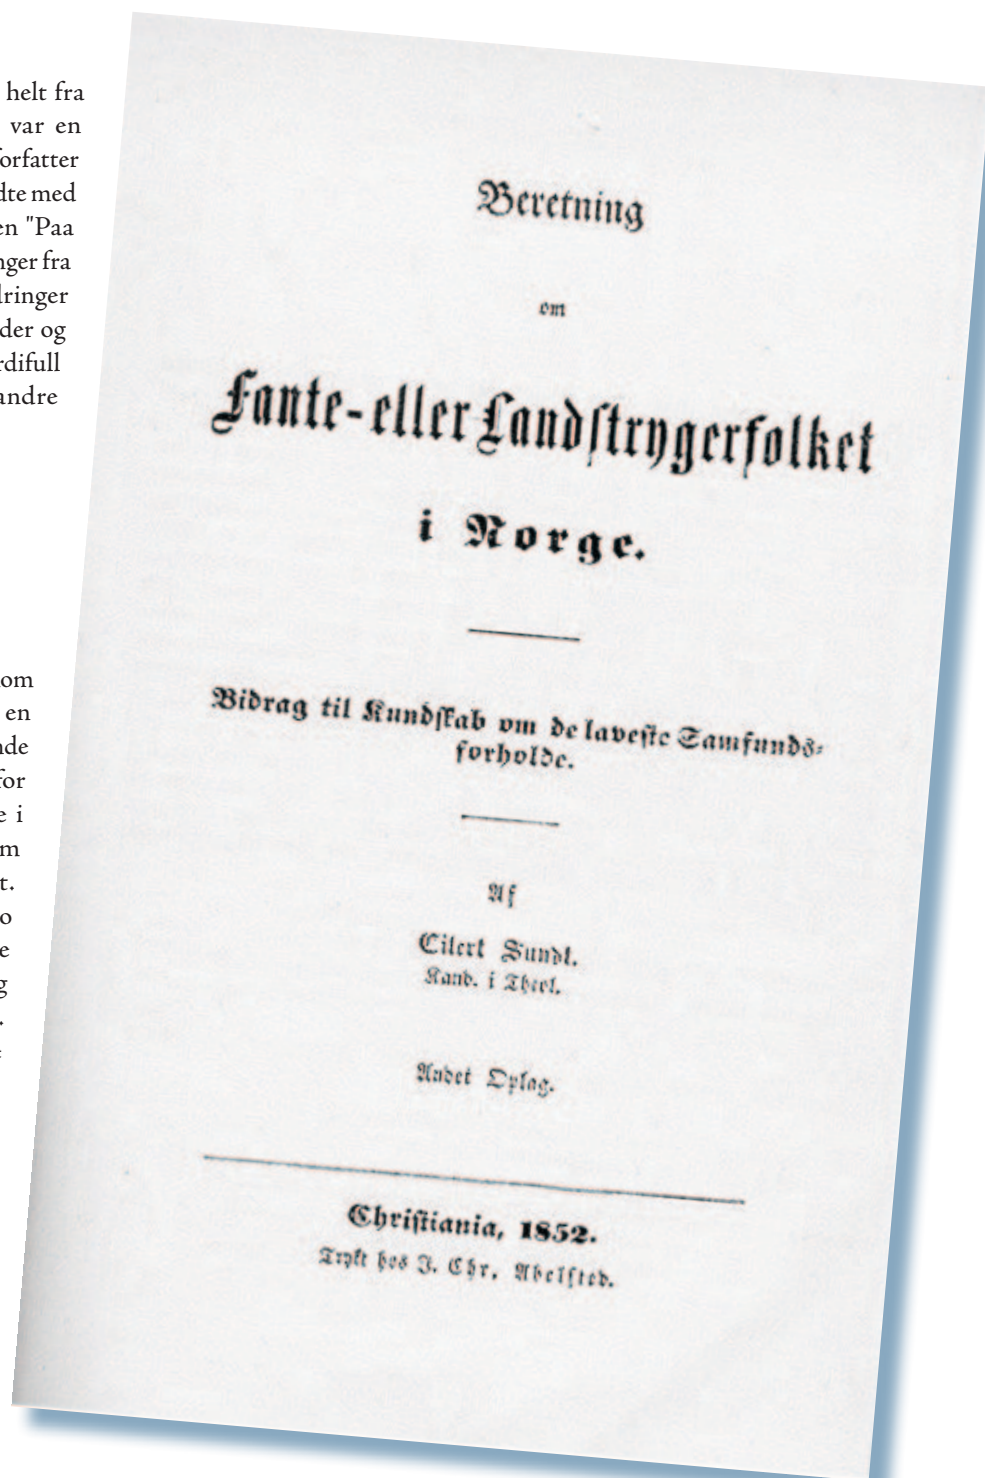 helt fra
var en
orfatter
dte med
en "Paa
nger fra
dringer
der og
rdifull
andre
om
en
nde
for
e i
m
t.
o
e
g
.
Beretning
om
Fante- eller Landstrygerfolket
i Norge.
Bidrag til Kundskab om de laveste Samfunds-
forholde.
Af
Eilert Sundt.
Kand. i Theol.
Andet Oplag.
Christiania, 1852.
Trykt hos J. Chr. Abelsted.